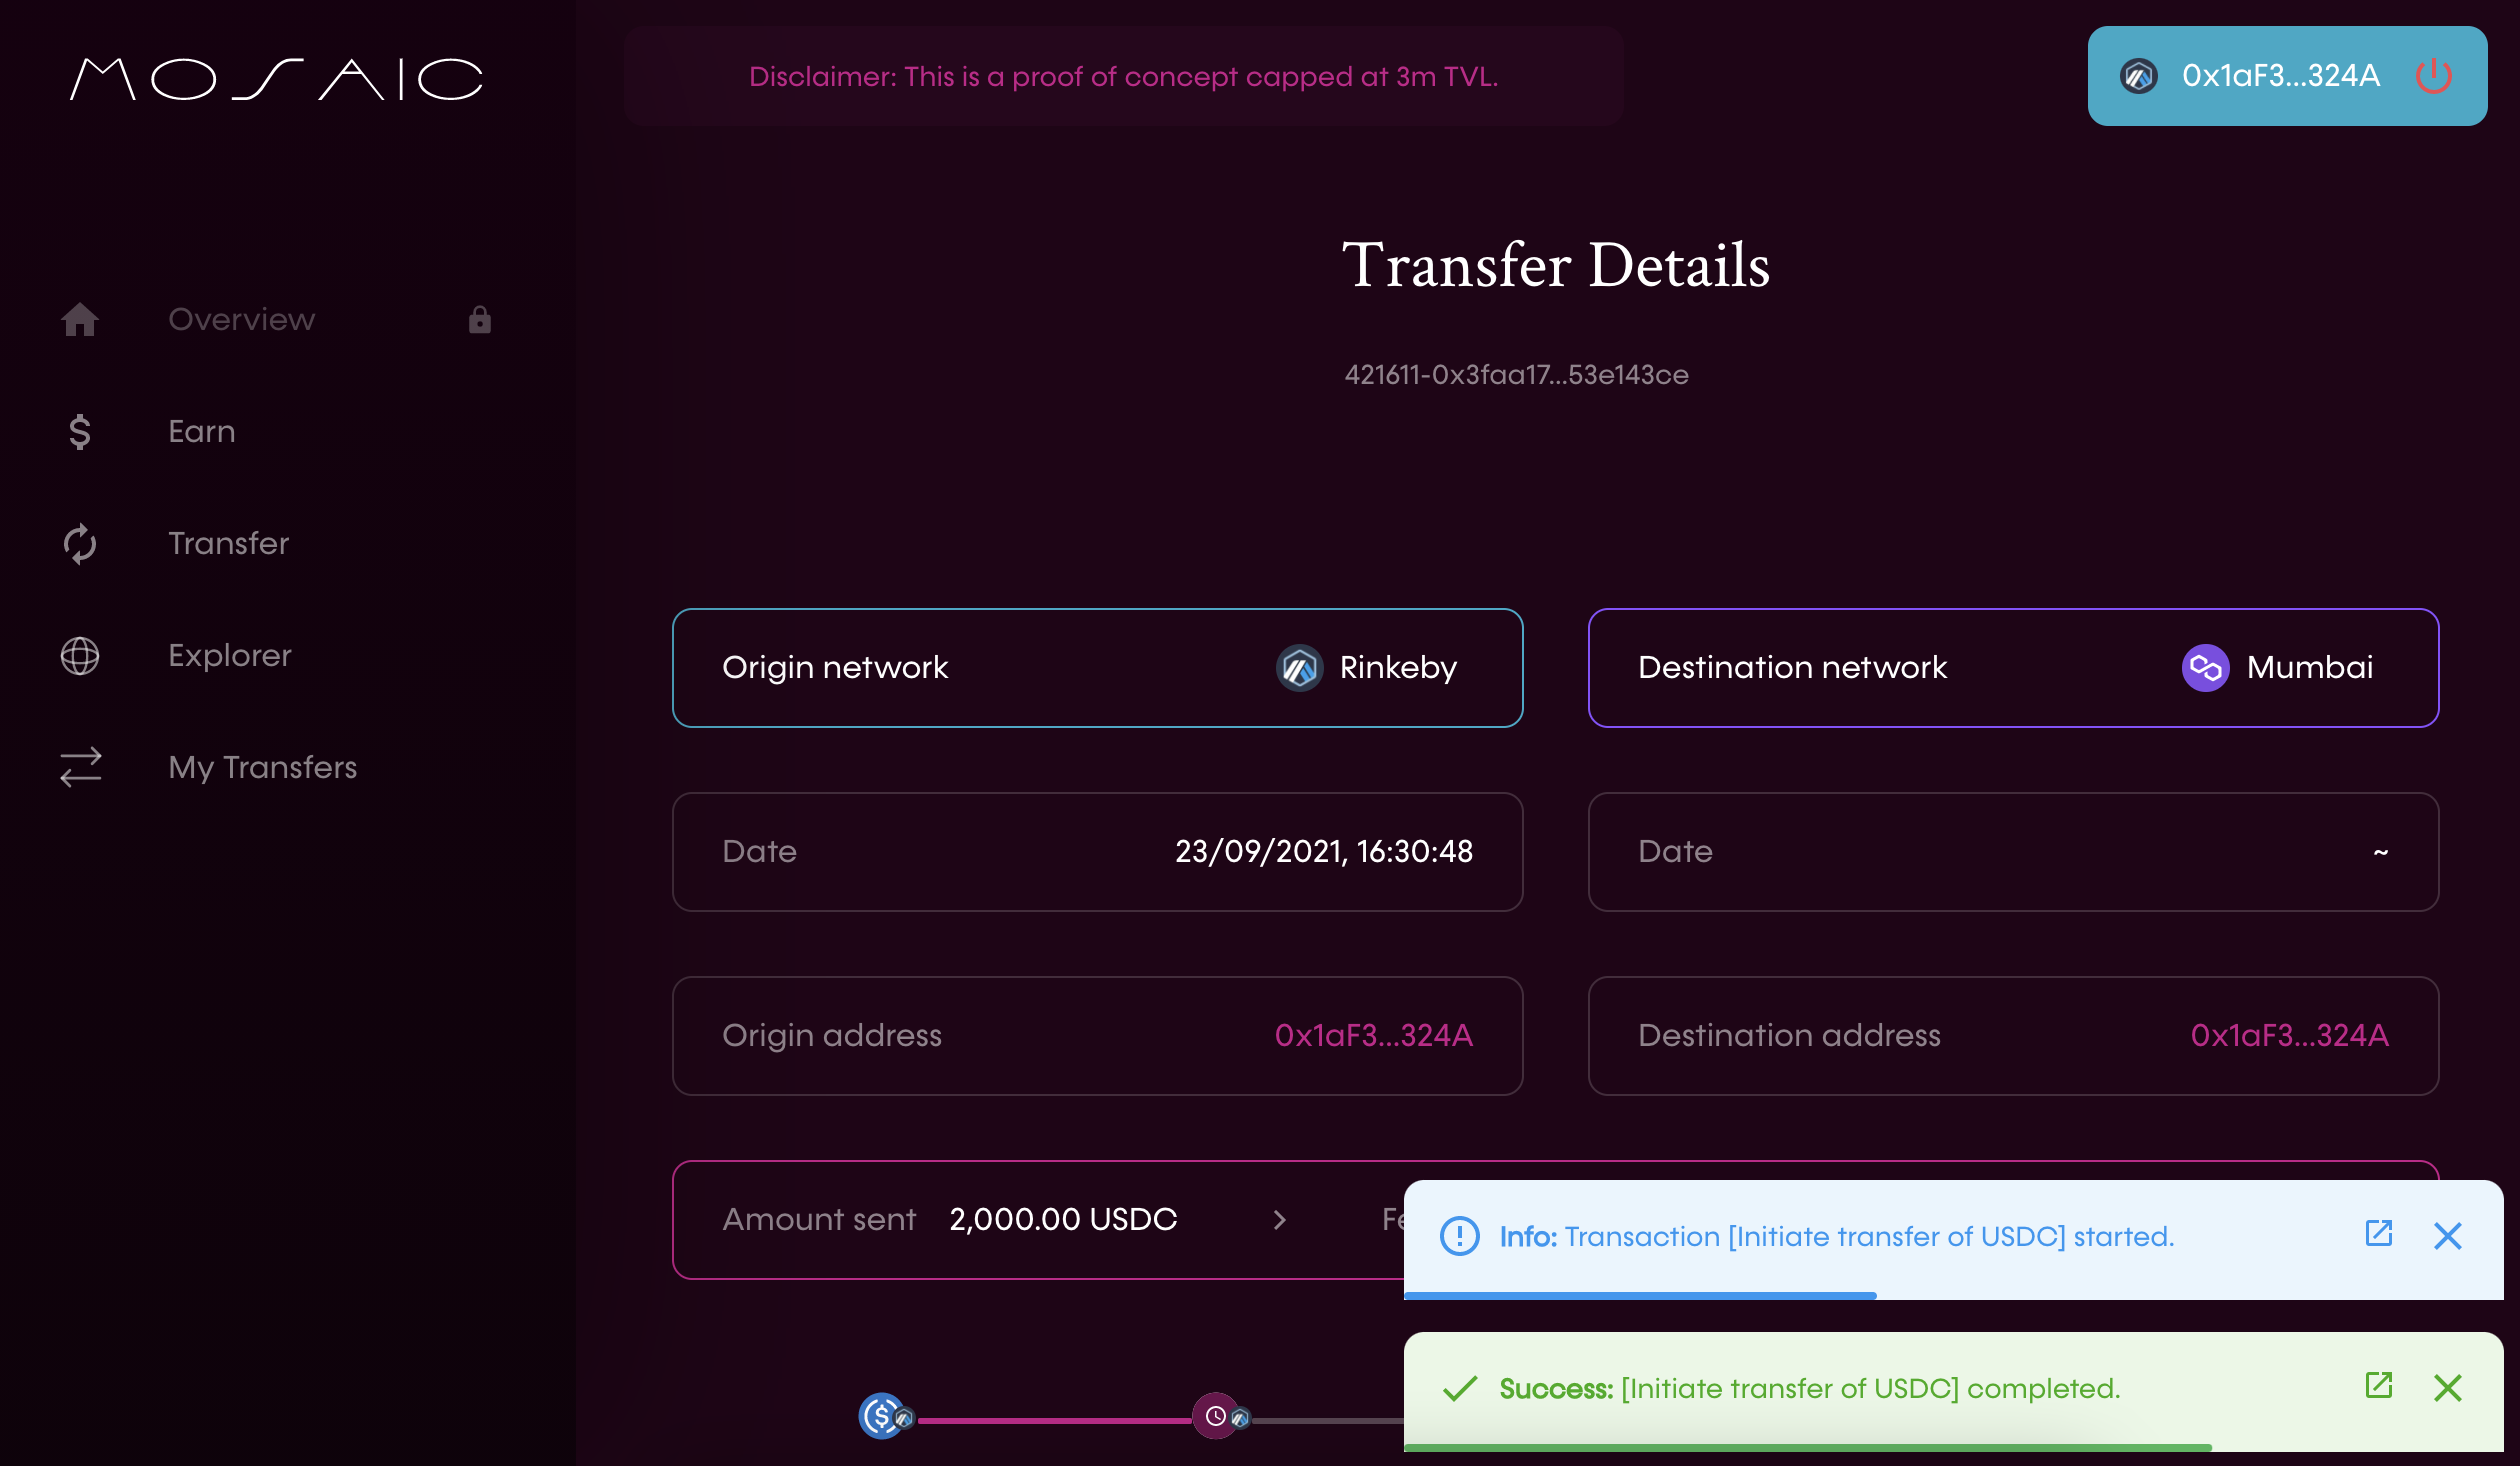 MOSAIC
Disclaimer: This is a proof of concept capped at 3m TVL.
0x1aF3...324A
Overview
Earn
Transfer
Explorer
My Transfers
Transfer Details
421611-0x3faa17...53e143ce
Origin network Rinkeby
Destination network Mumbai
Date 23/09/2021, 16:30:48
Date ~
Origin address 0x1aF3...324A
Destination address 0x1aF3...324A
Amount sent 2,000.00 USDC
Info: Transaction [Initiate transfer of USDC] started.
Success: [Initiate transfer of USDC] completed.